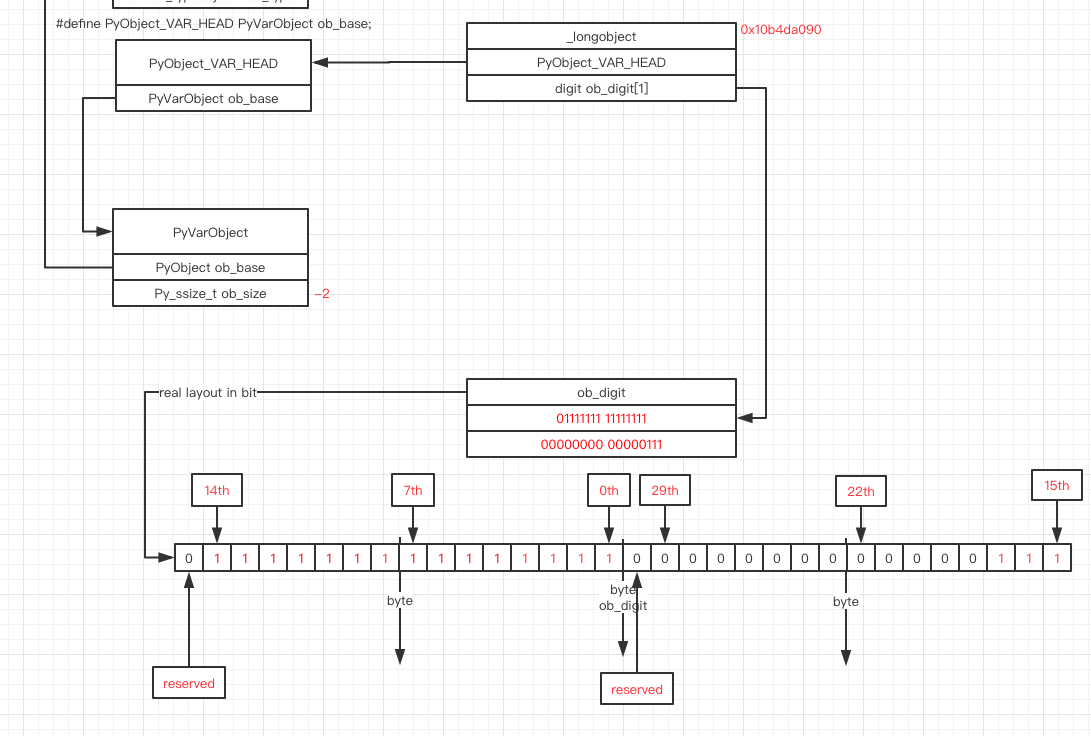 #define PyObject_VAR_HEAD PyVarObject ob_base;
_longobject
0x10b4da090
PyObject_VAR_HEAD
PyObject_VAR_HEAD
digit ob_digit[1]
PyVarObject ob_base
PyVarObject
PyObject ob_base
Py_ssize_t ob_size
-2
real layout in bit
ob_digit
01111111 11111111
00000000 00000111
14th
7th
0th
29th
22th
15th
0 1 1 1 1 1 1 1 1 1 1 1 1 1 1 1 0 0 0 0 0 0 0 0 0 0 0 0 0 1 1 1
byte
byte
ob_digit
byte
reserved
reserved